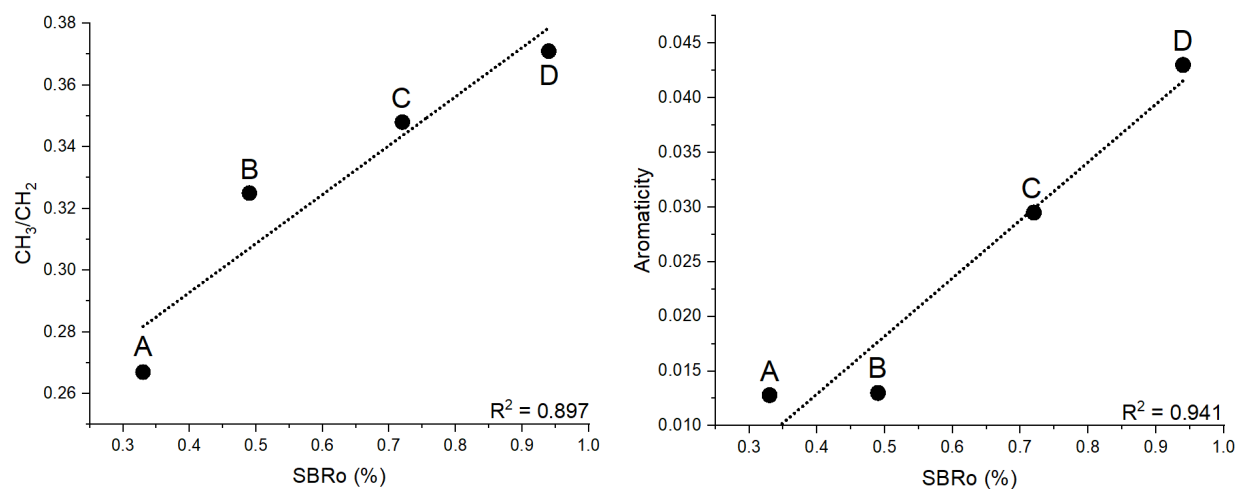 0.38
0.36
0.34
0.32
0.30
0.28
0.26
CH₃/CH₂
A
B
C
D
R² = 0.897
0.3 0.4 0.5 0.6 0.7 0.8 0.9 1.0
SBRo (%)
0.045
0.040
0.035
0.030
0.025
0.020
0.015
0.010
Aromaticity
A
B
C
D
R² = 0.941
0.3 0.4 0.5 0.6 0.7 0.8 0.9 1.0
SBRo (%)